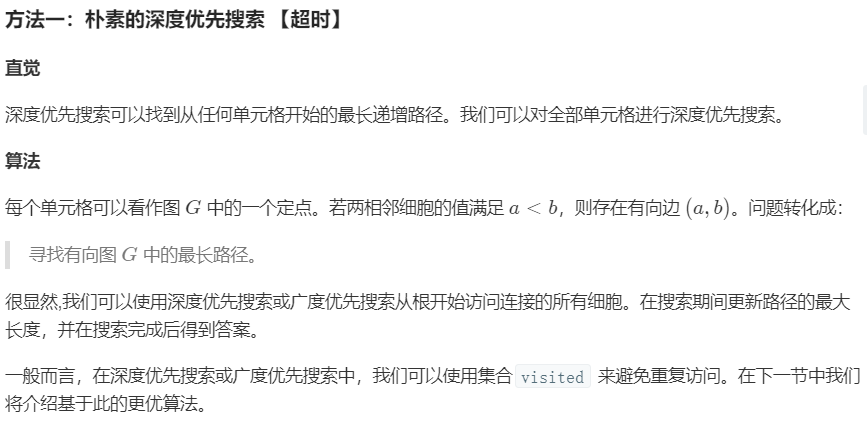 方法一：朴素的深度优先搜索 【超时】
直觉
深度优先搜索可以找到从任何单元格开始的最长递增路径。我们可以对全部单元格进行深度优先搜索。
算法
每个单元格可以看作图 G 中的一个定点。若两相邻细胞的值满足 a < b，则存在有向边 (a, b)。问题转化成：
寻找有向图 G 中的最长路径。
很显然,我们可以使用深度优先搜索或广度优先搜索从根开始访问连接的所有细胞。在搜索期间更新路径的最大
长度，并在搜索完成后得到答案。
一般而言，在深度优先搜索或广度优先搜索中，我们可以使用集合 visited 来避免重复访问。在下一节中我们
将介绍基于此的更优算法。